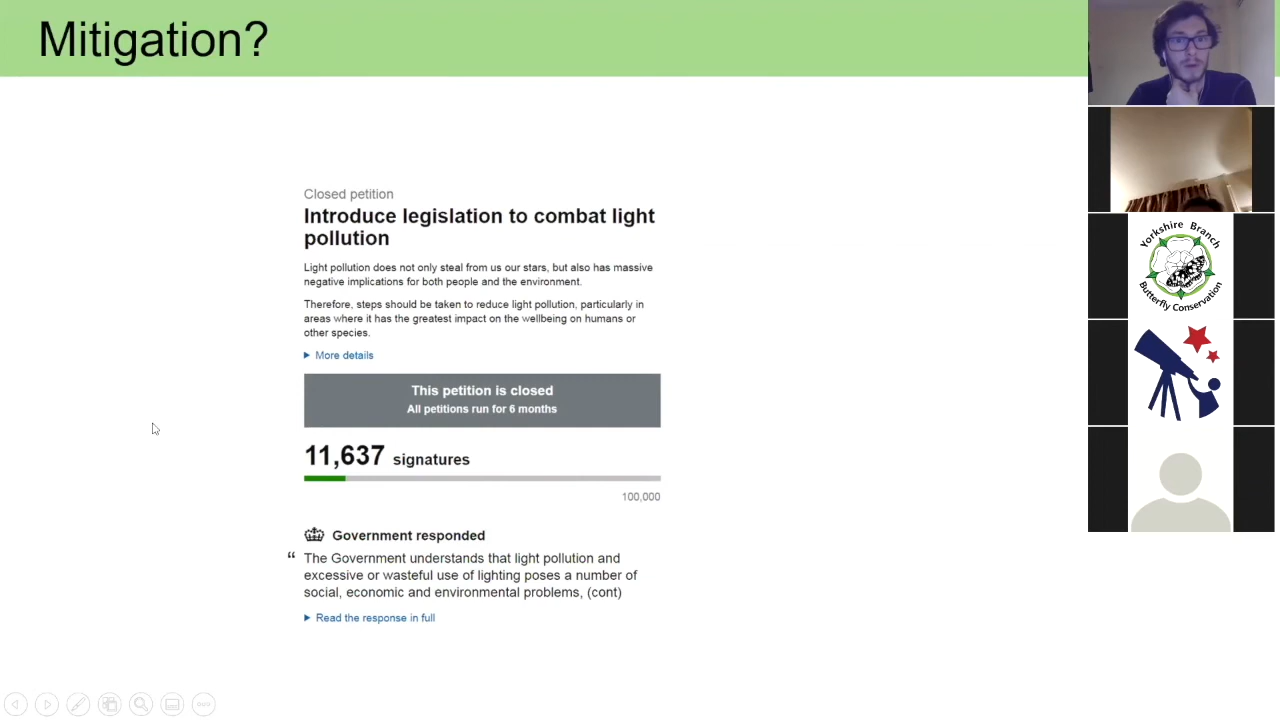 Mitigation?
Closed petition
Introduce legislation to combat light
pollution
Light pollution does not only steal from us our stars, but also has massive
negative implications for both people and the environment.
Therefore, steps should be taken to reduce light pollution, particularly in
areas where it has the greatest impact on the wellbeing on humans or
other species.
More details
This petition is closed
All petitions run for 6 months
11,637 signatures
100,000
Government responded
“ The Government understands that light pollution and
excessive or wasteful use of lighting poses a number of
social, economic and environmental problems, (cont)
Read the response in full
Yorkshire Branch
Butterfly Conservation